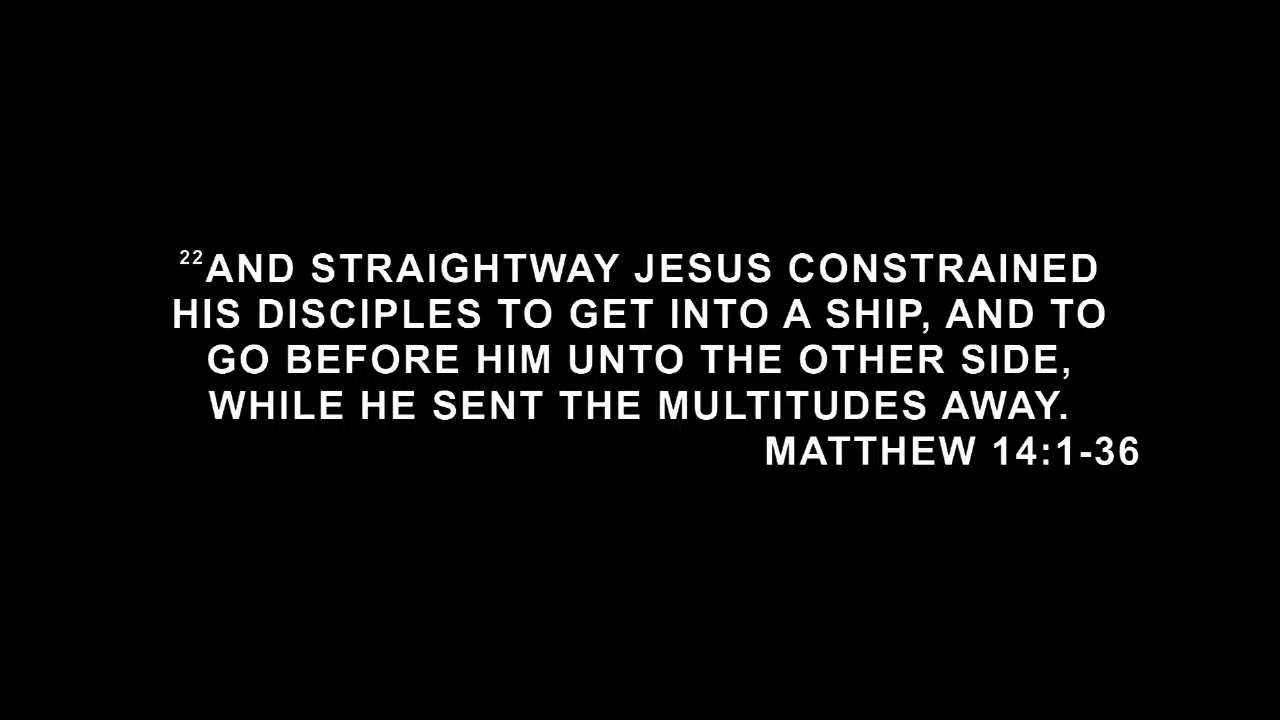 ²²AND STRAIGHTWAY JESUS CONSTRAINED
HIS DISCIPLES TO GET INTO A SHIP, AND TO
GO BEFORE HIM UNTO THE OTHER SIDE,
WHILE HE SENT THE MULTITUDES AWAY.
MATTHEW 14:1-36